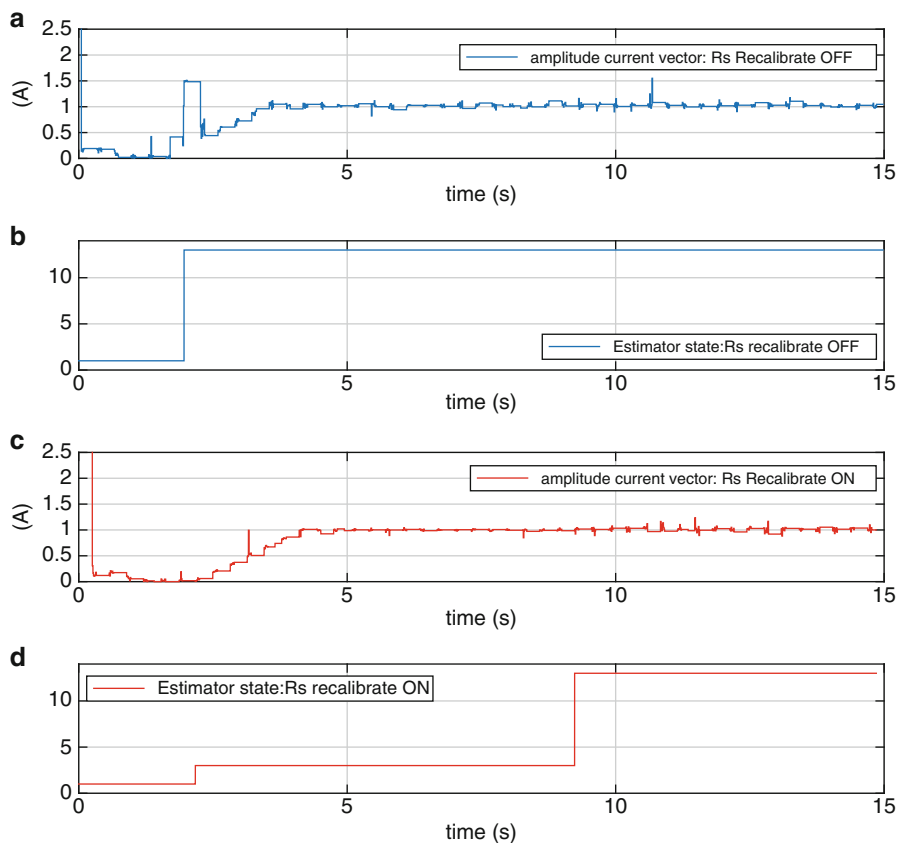 a
2.5
2
1.5
1
0.5
0
(A)
amplitude current vector: Rs Recalibrate OFF
0 5 10 15
time (s)
b
10
5
0
Estimator state:Rs recalibrate OFF
0 5 10 15
time (s)
c
2.5
2
1.5
1
0.5
0
(A)
amplitude current vector: Rs Recalibrate ON
0 5 10 15
time (s)
d
10
5
0
Estimator state:Rs recalibrate ON
0 5 10 15
time (s)